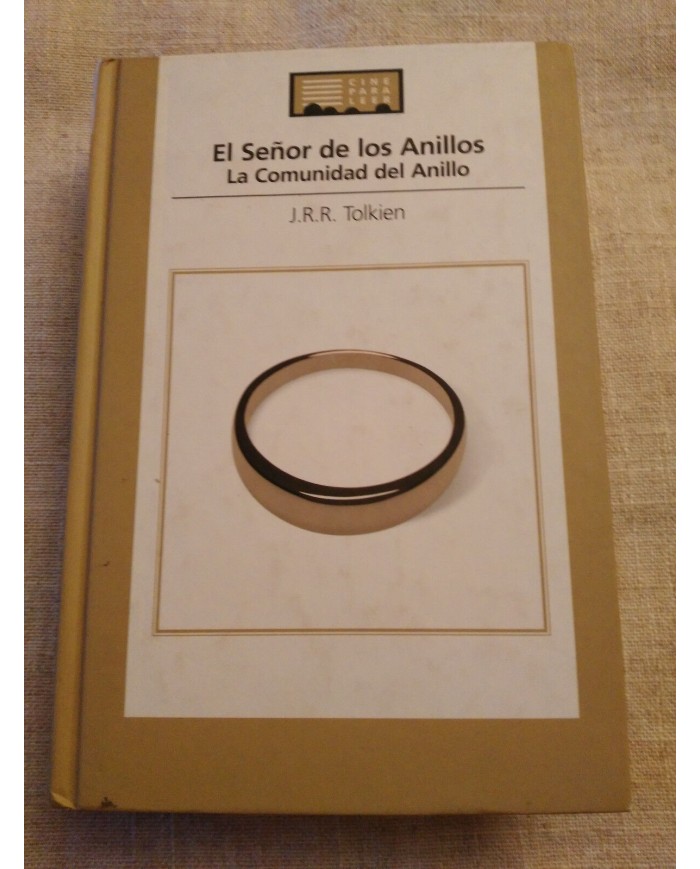 CINE
PARA
LEER
El Señor de los Anillos
La Comunidad del Anillo
J.R.R. Tolkien